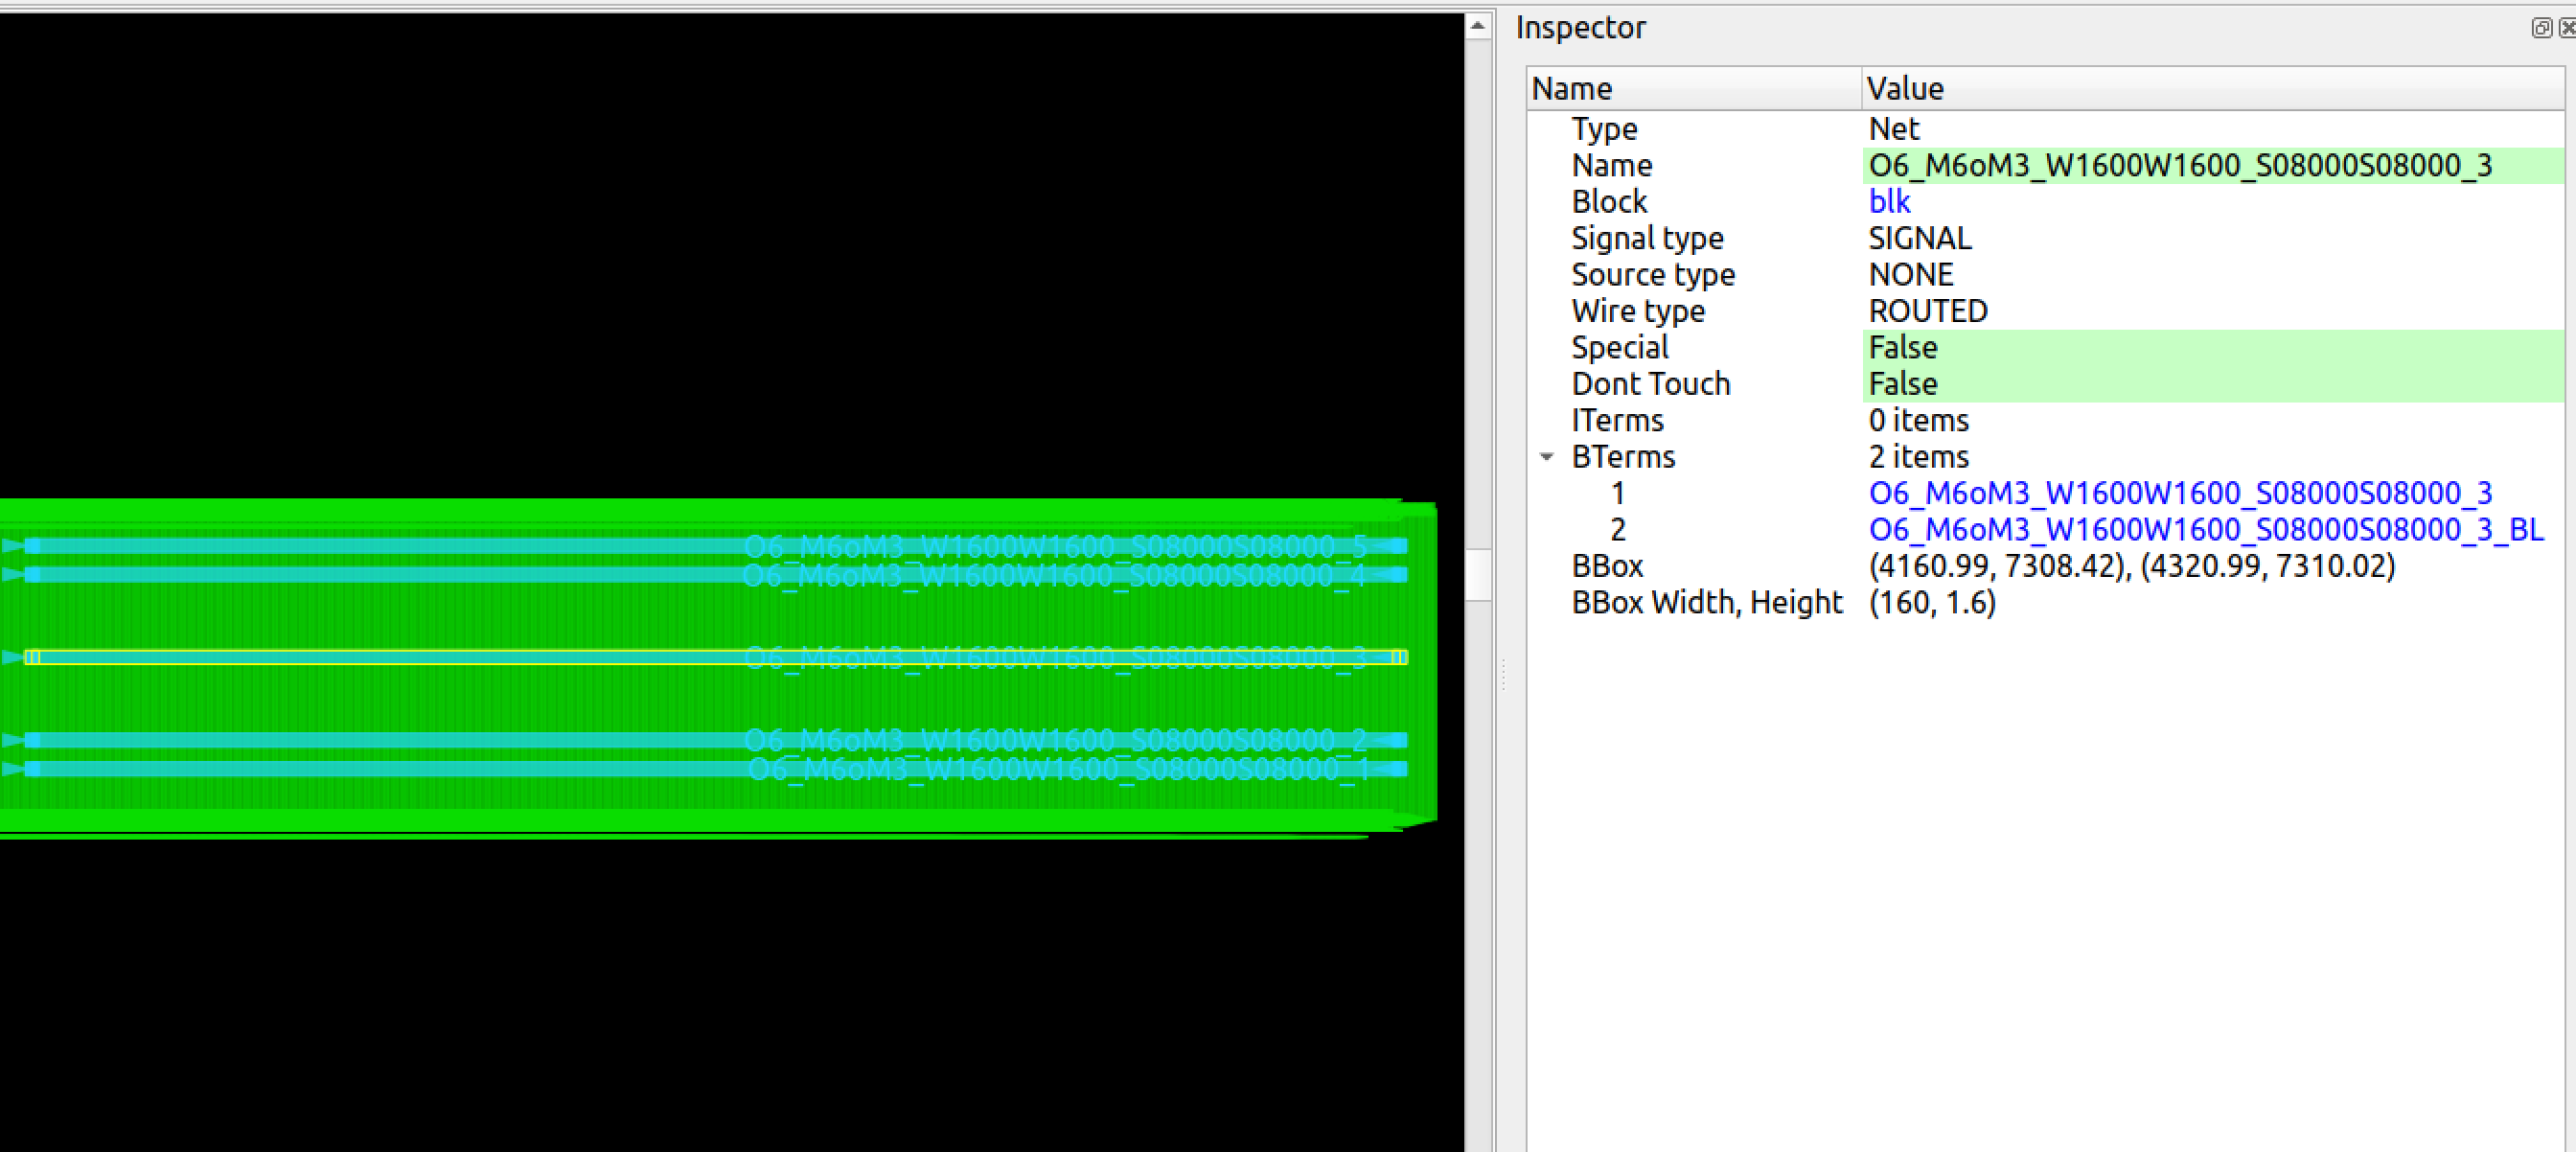 Inspector
Name Value
Type Net
Name O6_M6oM3_W1600W1600_S08000S08000_3
Block blk
Signal type SIGNAL
Source type NONE
Wire type ROUTED
Special False
Dont Touch False
ITerms 0 items
BTerms 2 items
1 O6_M6oM3_W1600W1600_S08000S08000_3
2 O6_M6oM3_W1600W1600_S08000S08000_3_BL
BBox (4160.99, 7308.42), (4320.99, 7310.02)
BBox Width, Height (160, 1.6)
O6_M6oM3_W1600W1600_S08000S08000_5
O6_M6oM3_W1600W1600_S08000S08000_4
O6_M6oM3_W1600W1600_S08000S08000_3
O6_M6oM3_W1600W1600_S08000S08000_2
O6_M6oM3_W1600W1600_S08000S08000_1